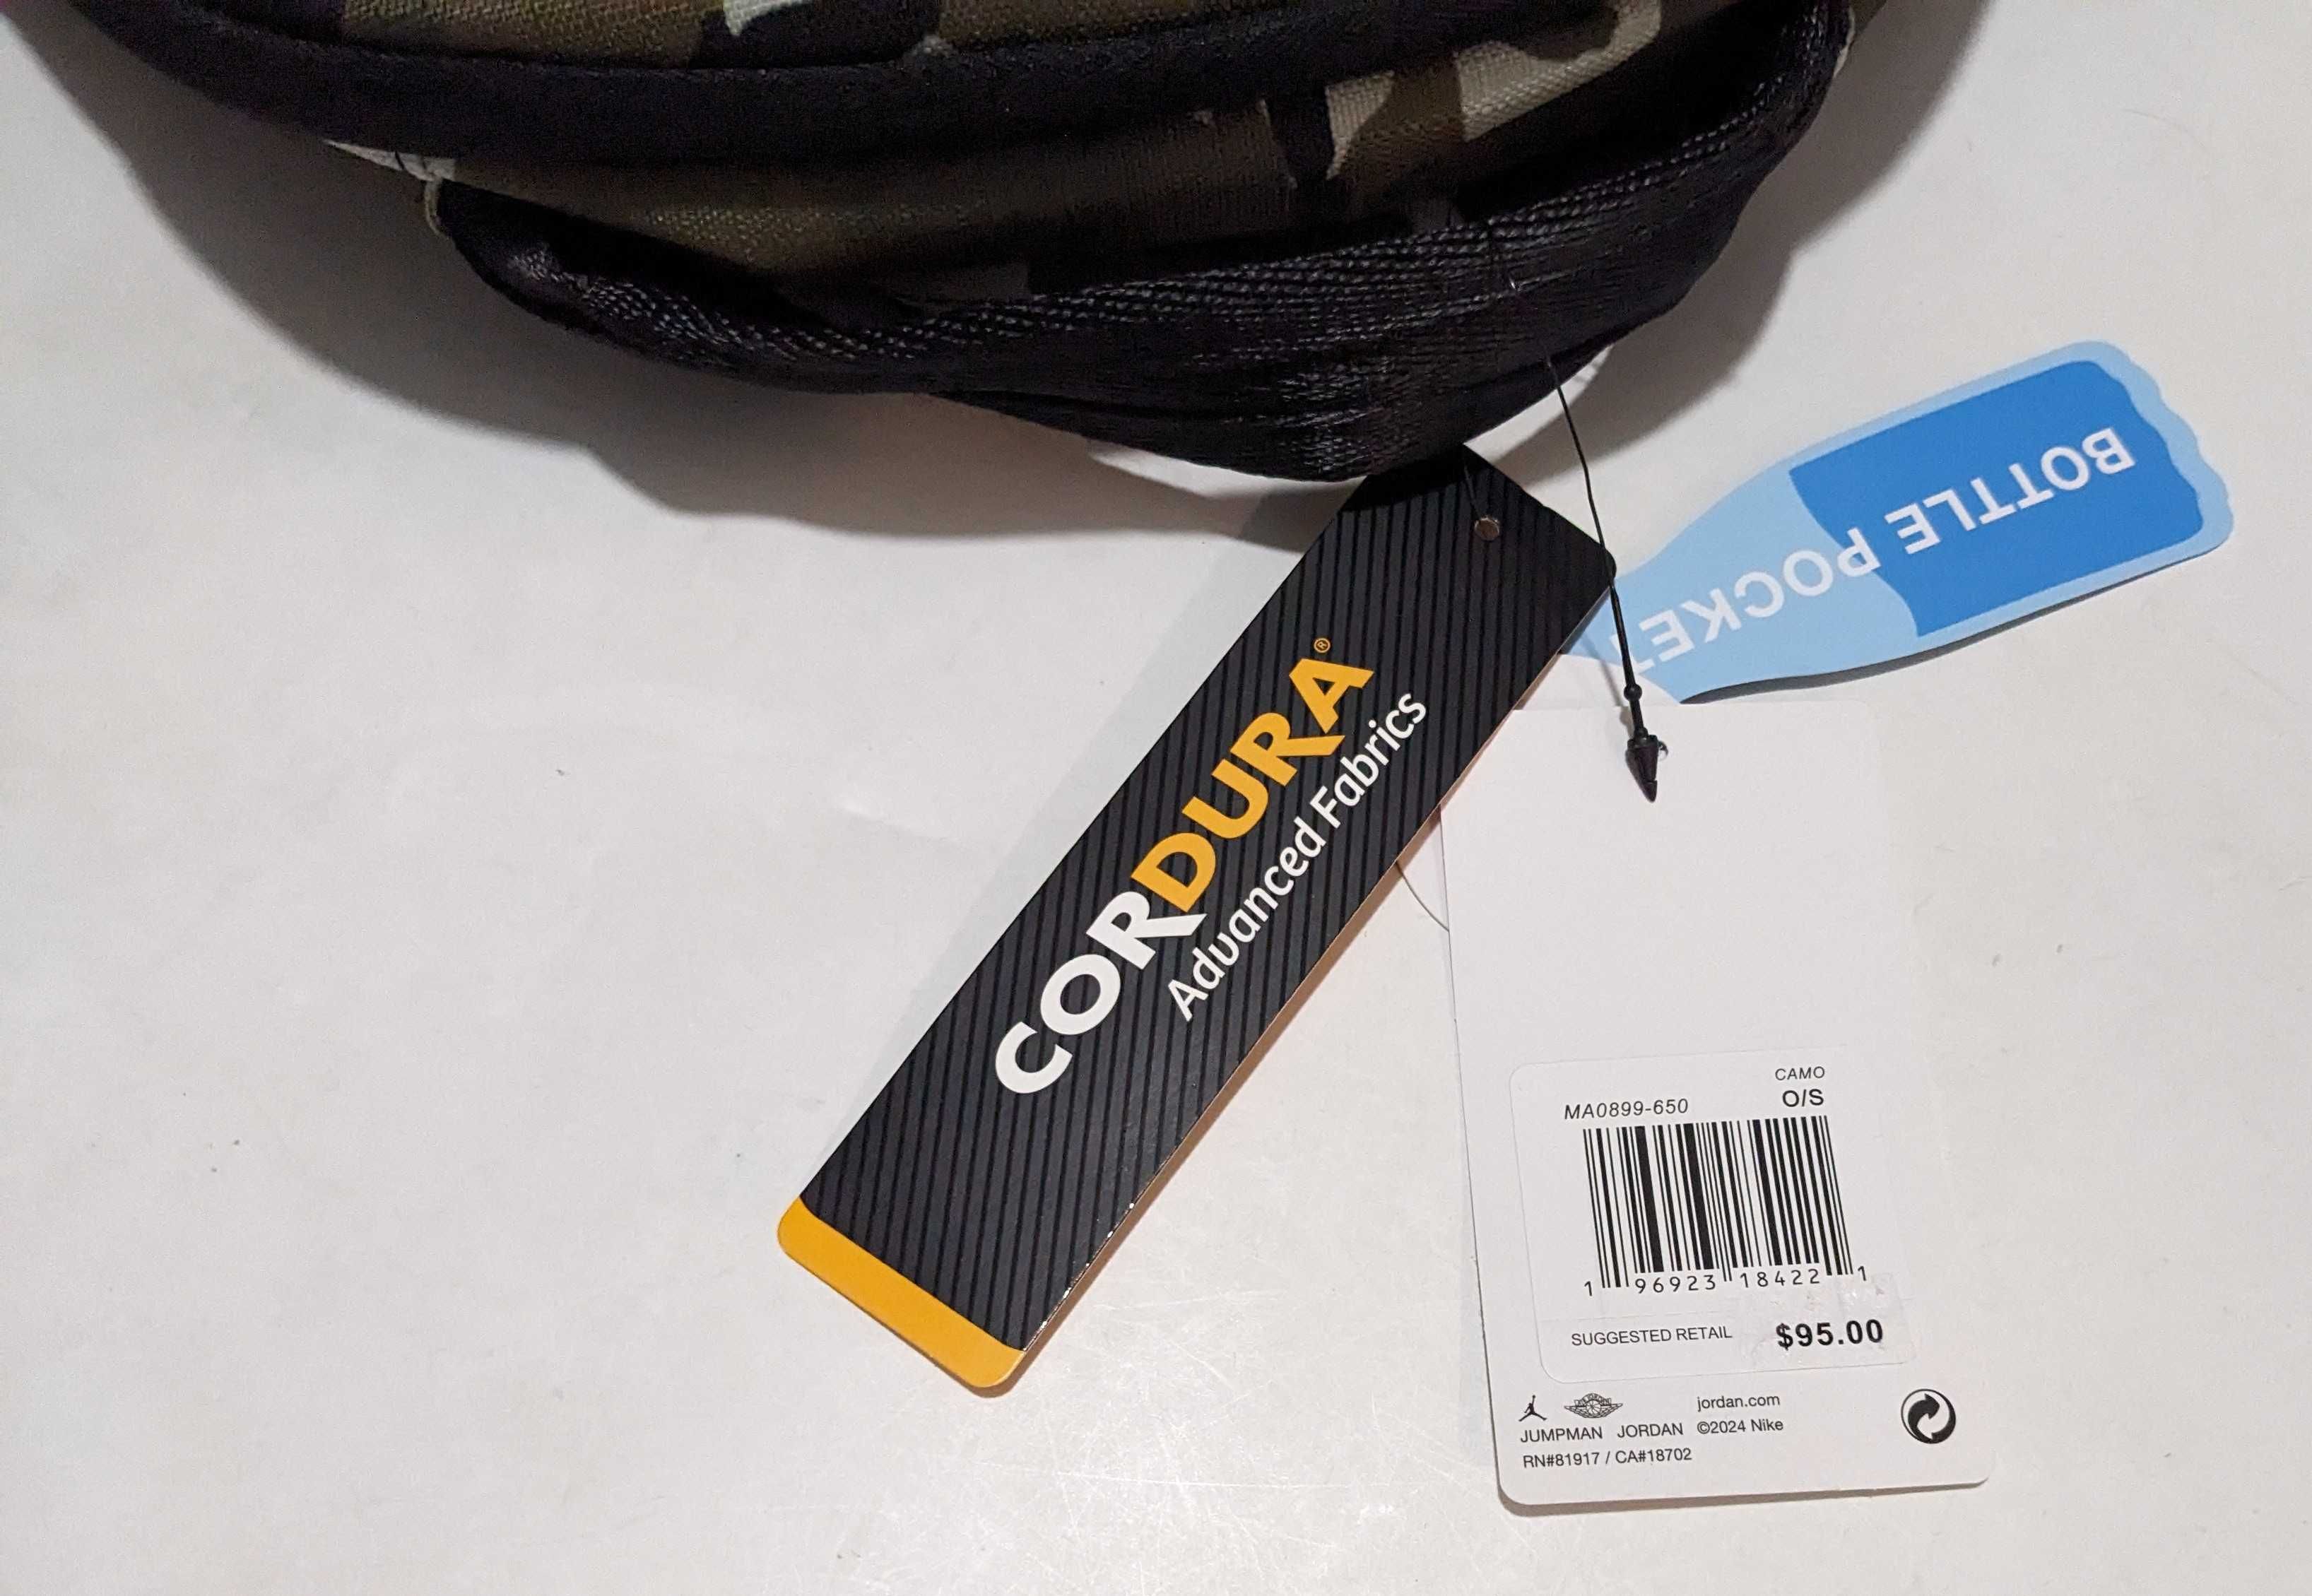 BOTTLE POCKET
CORDURA®
Advanced Fabrics
CAMO
MA0899-650
O/S
1 96923 18422 1
SUGGESTED RETAIL $95.00
jordan.com
JUMPMAN JORDAN ©2024 Nike
RN#81917 / CA#18702